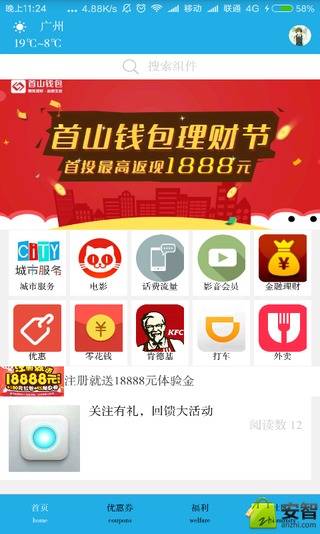 晚上11:24
4.88K/s
移动
联通 4G
58%
广州
19℃~8℃
搜索组件
首山钱包
首山钱包理财节
首投最高返现1888元
CITY
城市服务
城市服务
电影
话费流量
影音会员
金融理财
KFC
优惠
零花钱
肯德基
打车
外卖
18888元
注册就送18888元体验金
关注有礼，回馈大活动
阅读数 12
首页
home
优惠券
coupons
福利
welfare
安智
anzhi.com